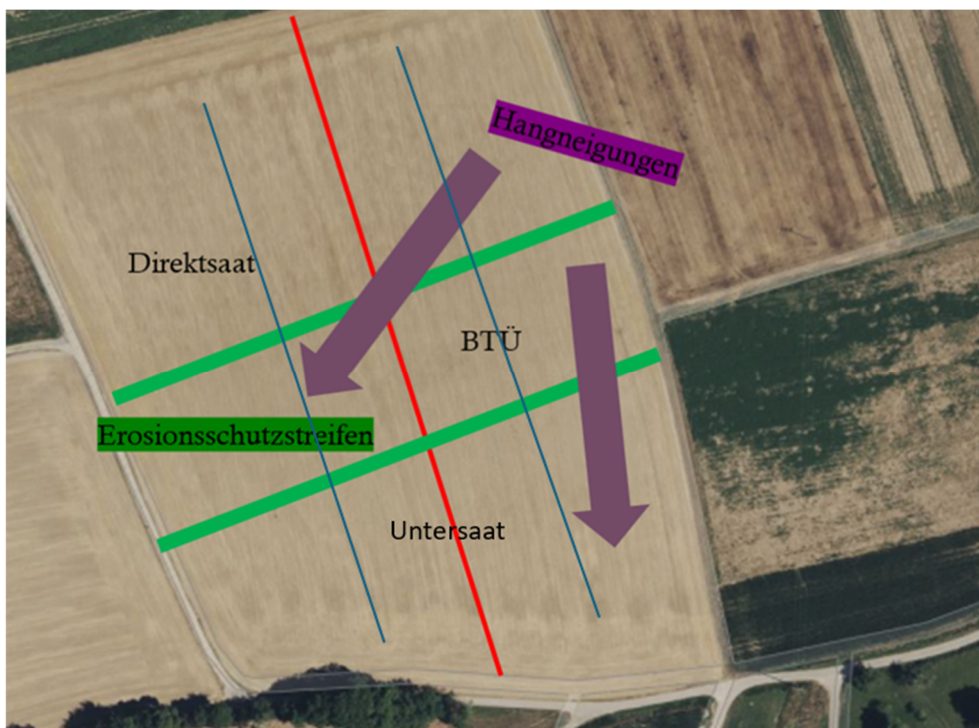 Hangneigungen
Direktsaat
BTÜ
Erosionsschutzstreifen
Untersaat